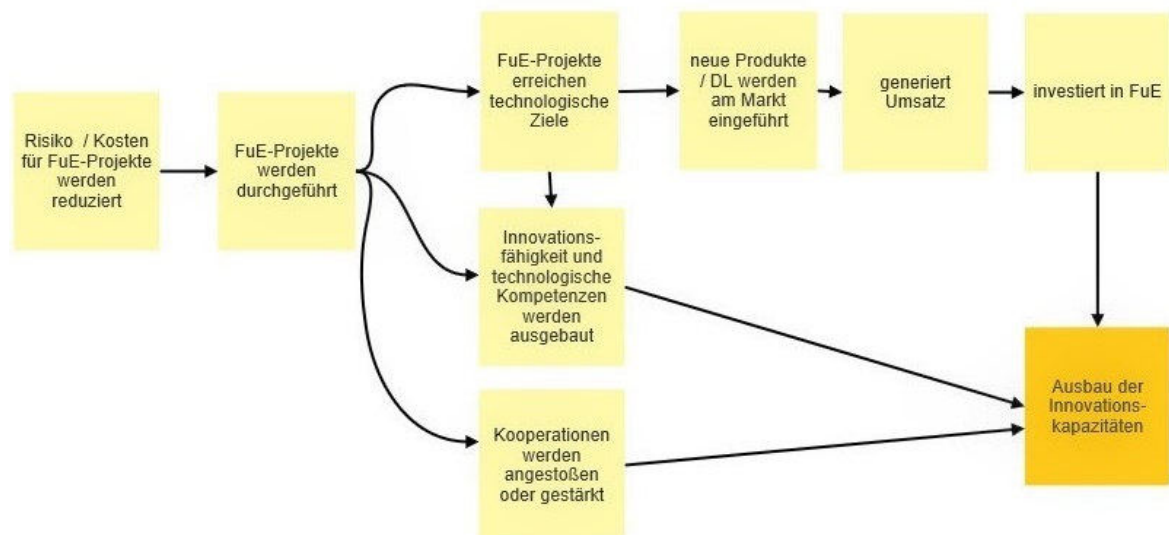 Risiko / Kosten
für FuE-Projekte
werden
reduziert
FuE-Projekte
werden
durchgeführt
FuE-Projekte
erreichen
technologische
Ziele
neue Produkte
/ DL werden
am Markt
eingeführt
generiert
Umsatz
investiert in FuE
Innovations-
fähigkeit und
technologische
Kompetenzen
werden
ausgebaut
Kooperationen
werden
angestoßen
oder gestärkt
Ausbau der
Innovations-
kapazitäten